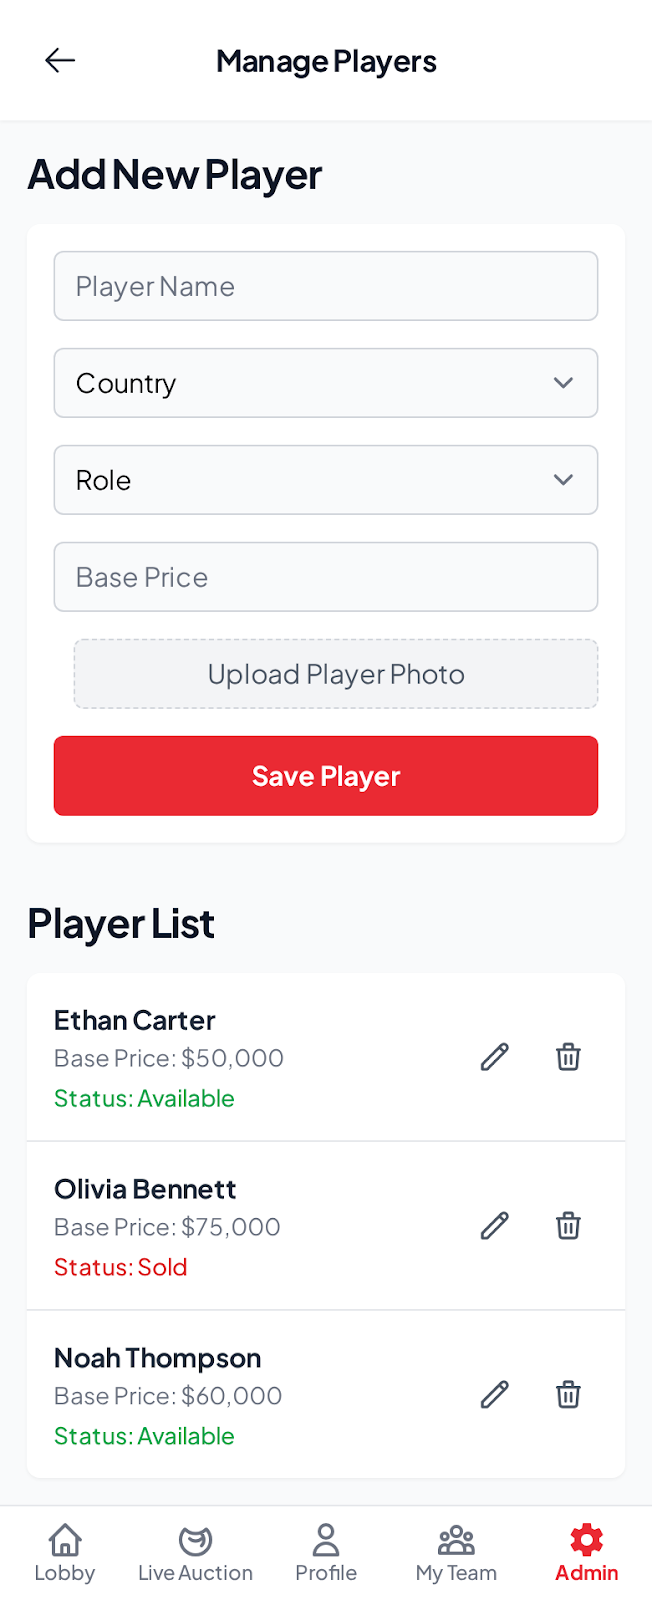 Manage Players
Add New Player
Player Name
Country
Role
Base Price
Upload Player Photo
Save Player
Player List
Ethan Carter
Base Price: $50,000
Status: Available
Olivia Bennett
Base Price: $75,000
Status: Sold
Noah Thompson
Base Price: $60,000
Status: Available
Lobby
Live Auction
Profile
My Team
Admin